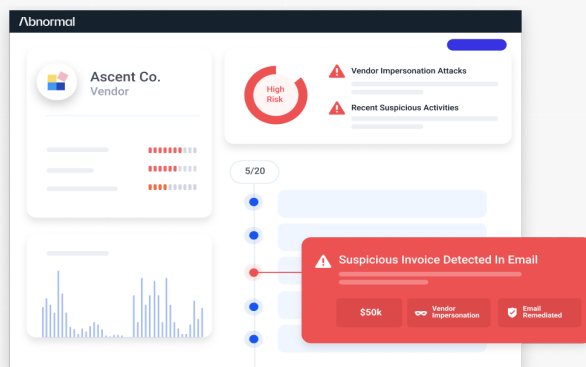 Abnormal
Ascent Co.
Vendor
High
Risk
Vendor Impersonation Attacks
Recent Suspicious Activities
5/20
Suspicious Invoice Detected In Email
$50k
Vendor
Impersonation
Email
Remediated